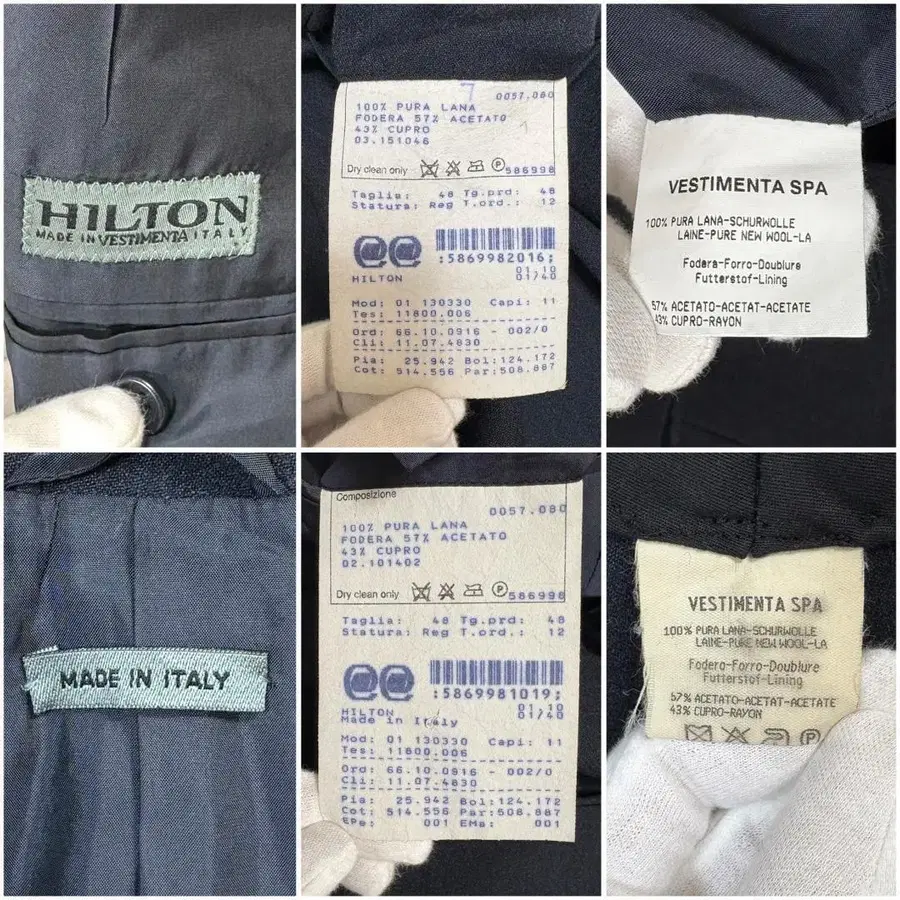 HILTON
MADE IN VESTIMENTA ITALY
7
0057.080
100% PURA LANA
FODERA 57% ACETATO
43% CUPRO
03.151046
Dry clean only P 586998
Taglia: 48 Tg.prd: 48
Statura: Reg T.ord.: 12
:5869982016:
HILTON 01.10
01/40
Mod: 01 130330 Capi: 11
Tes: 11800.006
Ord: 66.10.0916 - 002/0
Cli: 11.07.4830
Pia: 25.942 Bol:124.172
Cot: 514.556 Par:508.887
VESTIMENTA SPA
100% PURA LANA-SCHURWOLLE
LAINE-PURE NEW WOOL-LA
Fodera-Forro-Doublure
Futterstof-Lining
57% ACETATO-ACETAT-ACETATE
43% CUPRO-RAYON
MADE IN ITALY
Composizione
0057.080
100% PURA LANA
FODERA 57% ACETATO
43% CUPRO
02.101402
Dry clean only P 586998
Taglia: 48 Tg.prd: 48
Statura: Reg T.ord.: 12
:5869981019:
HILTON 01.10
Made in Italy 01/40
Mod: 01 130330 Capi: 11
Tes: 11800.006
Ord: 66.10.0916 - 002/0
Cli: 11.07.4830
Pia: 25.942 Bol:124.172
Cot: 514.556 Par:508.887
EPe: 001 EMa: 001
VESTIMENTA SPA
100% PURA LANA-SCHURWOLLE
LAINE-PURE NEW WOOL-LA
Fodera-Forro-Doublure
Futterstof-Lining
57% ACETATO-ACETAT-ACETATE
43% CUPRO-RAYON
P